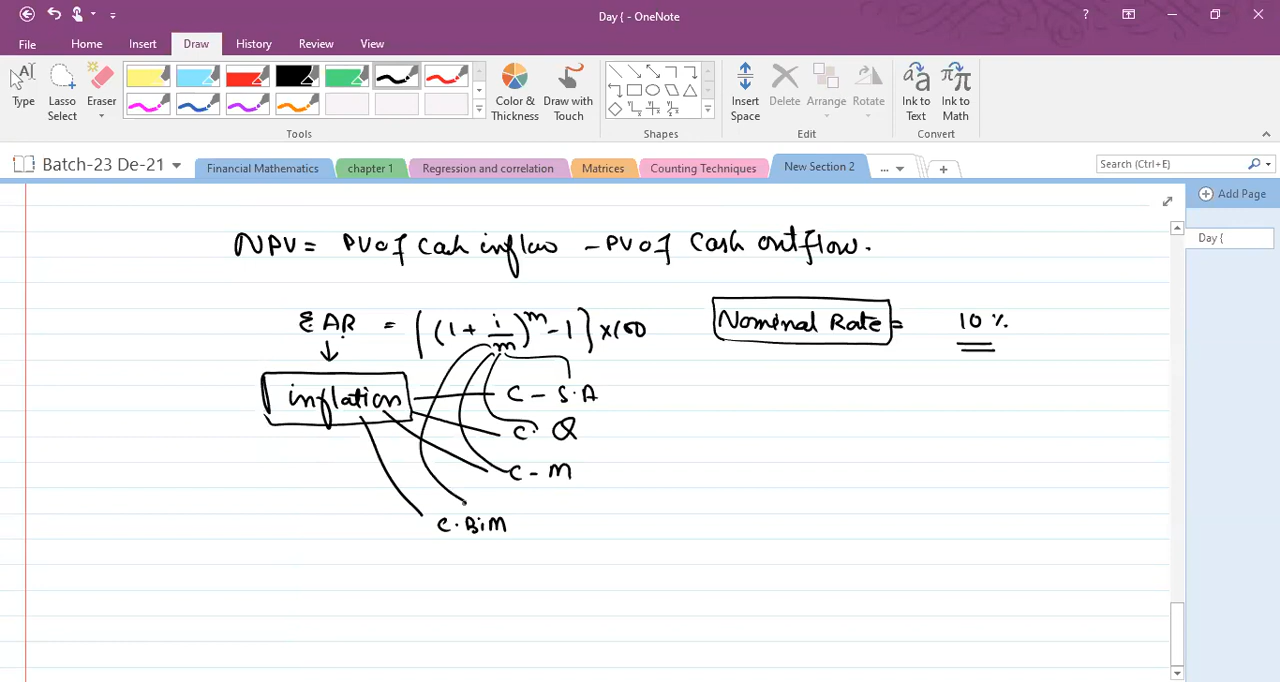 Day { - OneNote
?
File Home Insert Draw History Review View
Type Lasso Select Eraser Color & Thickness Draw with Touch Insert Space Delete Arrange Rotate Ink to Text Ink to Math
Tools Shapes Edit Convert
Batch-23 De-21 Financial Mathematics chapter 1 Regression and correlation Matrices Counting Techniques New Section 2 ... Search (Ctrl+E)
Add Page
Day {
NPV = PV of Cash inflow - PV of Cash outflow.
EAR = [(1 + i/m)^m - 1] x 100 Nominal Rate = 10 %
inflation C - S.A
C. Q
C - M
C. Bi M